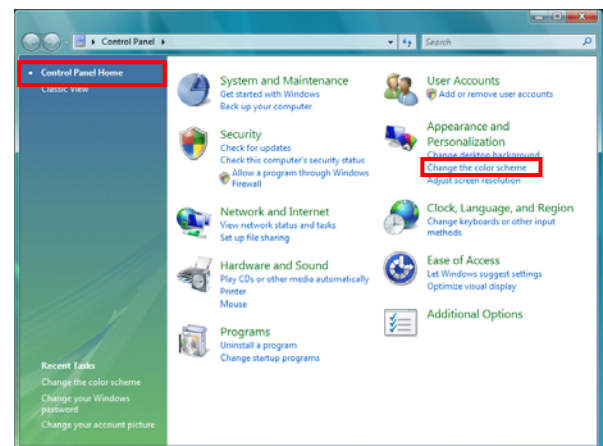 Control Panel
Search
Control Panel Home
Classic View
System and Maintenance
Get started with Windows
Back up your computer
Security
Check for updates
Check this computer's security status
Allow a program through Windows
Firewall
Network and Internet
View network status and tasks
Set up file sharing
Hardware and Sound
Play CDs or other media automatically
Printer
Mouse
Programs
Uninstall a program
Change startup programs
User Accounts
Add or remove user accounts
Appearance and
Personalization
Change desktop background
Change the color scheme
Adjust screen resolution
Clock, Language, and Region
Change keyboards or other input
methods
Ease of Access
Let Windows suggest settings
Optimize visual display
Additional Options
Recent Tasks
Change the color scheme
Change your Windows
password
Change your account picture